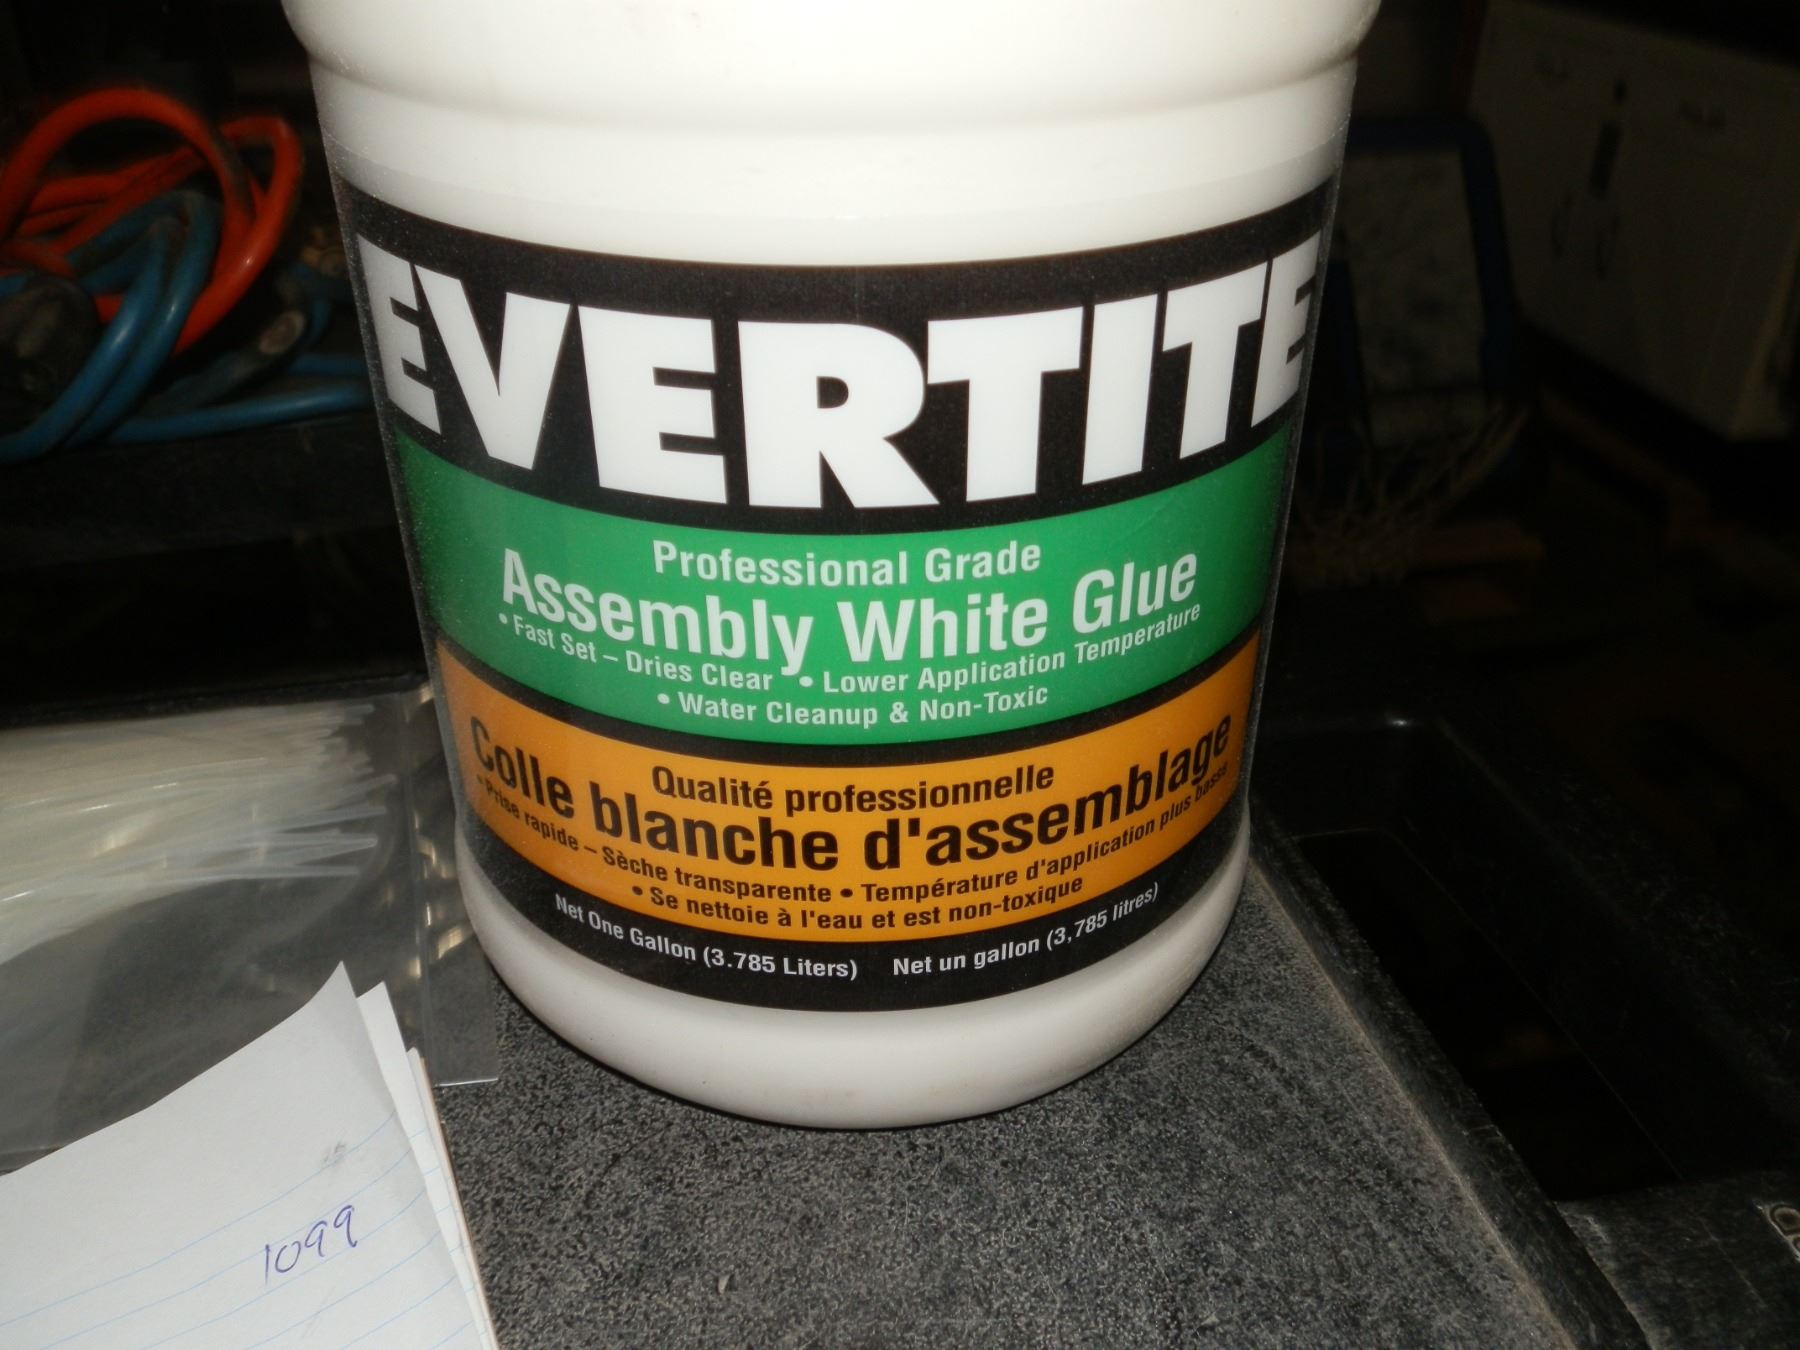 EVERTITE
Professional Grade
Assembly White Glue
• Fast Set – Dries Clear • Lower Application Temperature
• Water Cleanup & Non-Toxic
Qualité professionnelle
Colle blanche d'assemblage
• Prise rapide – Sèche transparente • Température d'application plus basse
• Se nettoie à l'eau et est non-toxique
Net One Gallon (3.785 Liters) Net un gallon (3,785 litres)
1099